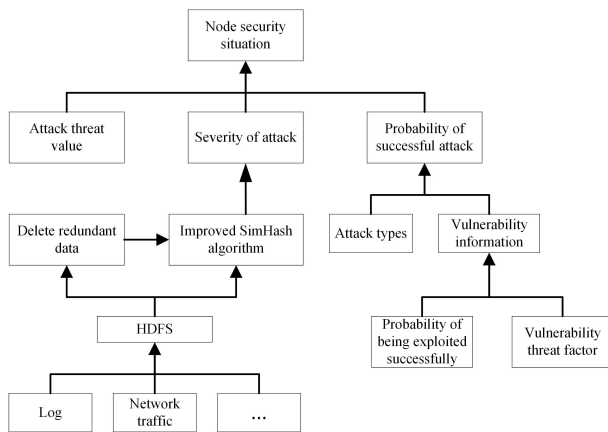 Node security
situation
Attack threat
value
Severity of attack
Probability of
successful attack
Delete redundant
data
Improved SimHash
algorithm
Attack types
Vulnerability
information
HDFS
Probability of
being exploited
successfully
Vulnerability
threat factor
Log
Network
traffic
...